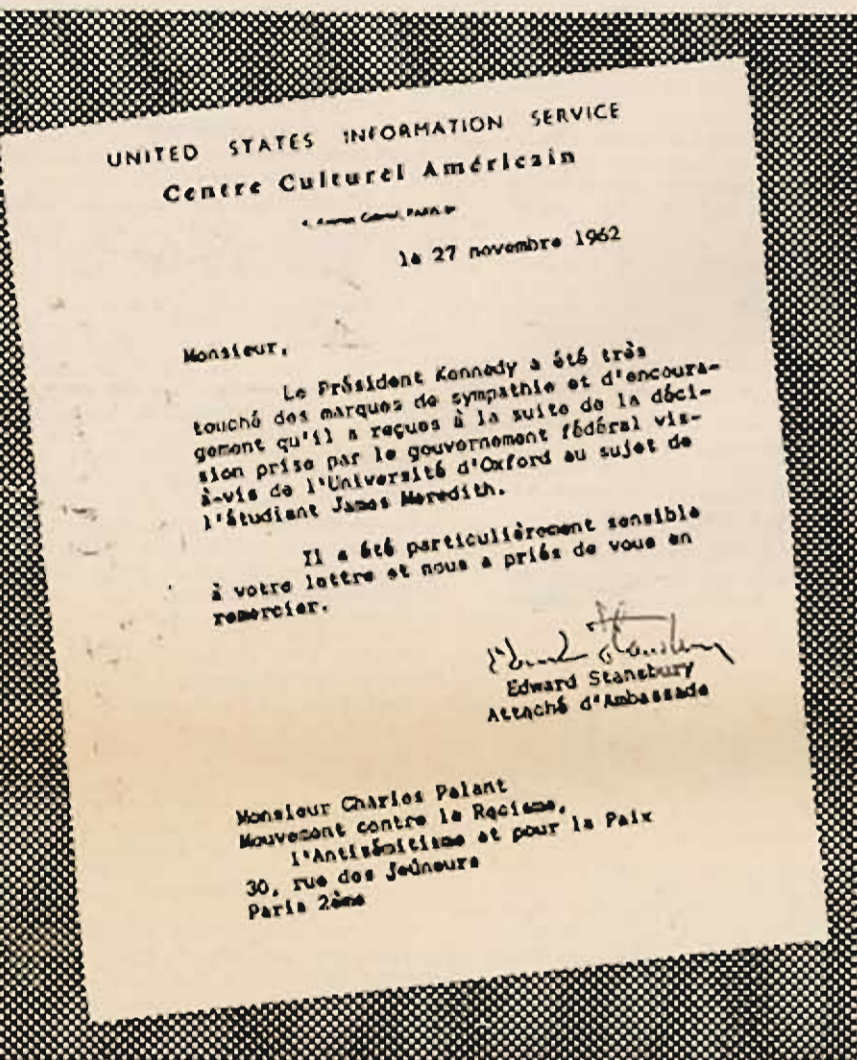 UNITED STATES INFORMATION SERVICE
Centre Culturel Américain
le 27 novembre 1962
Monsieur,
Le Président Kennedy a été très
touché des marques de sympathie et d'encoura-
gement qu'il a reçues à la suite de la déci-
sion prise par le gouvernement fédéral vis-
à-vis de l'Université d'Oxford au sujet de
l'étudiant James Meredith.
Il a été particulièrement sensible
à votre lettre et nous a priés de vous en
remercier.
Edward Stansbury
Attaché d'Ambassade
Monsieur Charles Palant
Mouvement contre le Racisme,
l'Antisémitisme et pour la Paix
30, rue des Jeûneurs
Paris 2ème